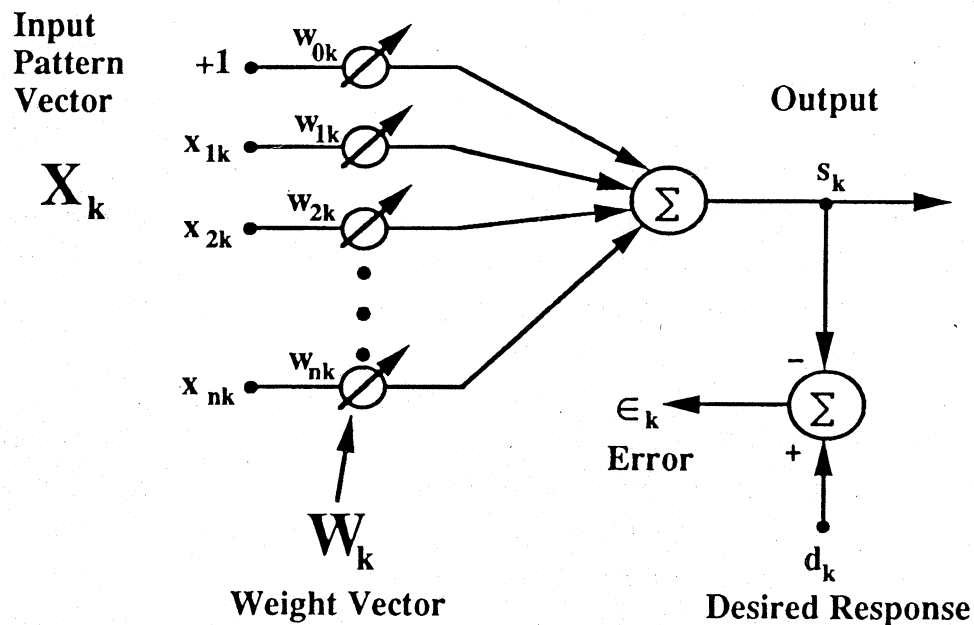 Input
Pattern
Vector
X_k
+1
w_0k
x_1k
w_1k
x_2k
w_2k
x_nk
w_nk
W_k
Weight Vector
Σ
Output
s_k
−
Σ
+
∈_k
Error
d_k
Desired Response